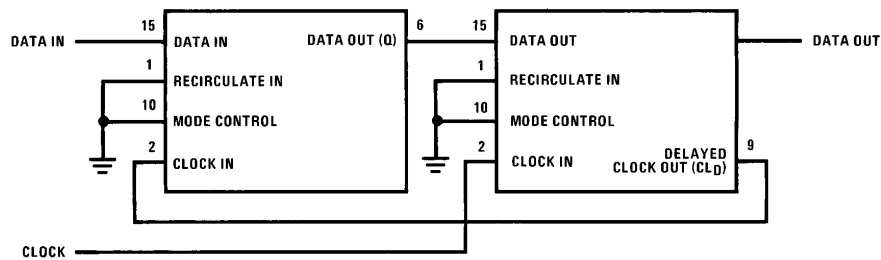 15 6 15
DATA IN DATA IN DATA OUT (Q) DATA OUT DATA OUT
1 1
RECIRCULATE IN RECIRCULATE IN
10 10
MODE CONTROL MODE CONTROL
2 2 DELAYED 9
CLOCK IN CLOCK IN CLOCK OUT (CLD)
CLOCK